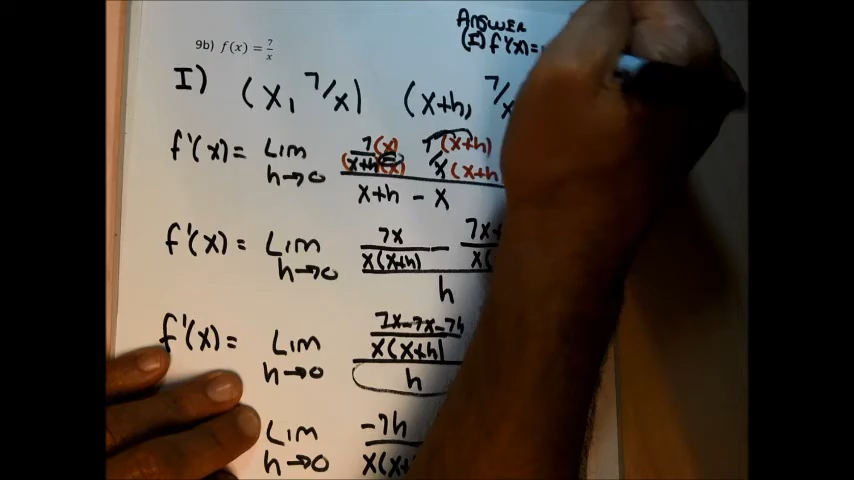 Answer
9b) f(x) = 7/x
(I) f'(x) =
I) (x, 7/x) (x+h, 7/x
f'(x) = Lim h→0 7(x) / (x+h)(x) 7(x+h) / x(x+h / x+h - x
f'(x) = Lim h→0 7x / x(x+h) - 7x+ / x( / h
f'(x) = Lim h→0 7x-7x-7h / x(x+h) / h
Lim h→0 -7h / x(x+